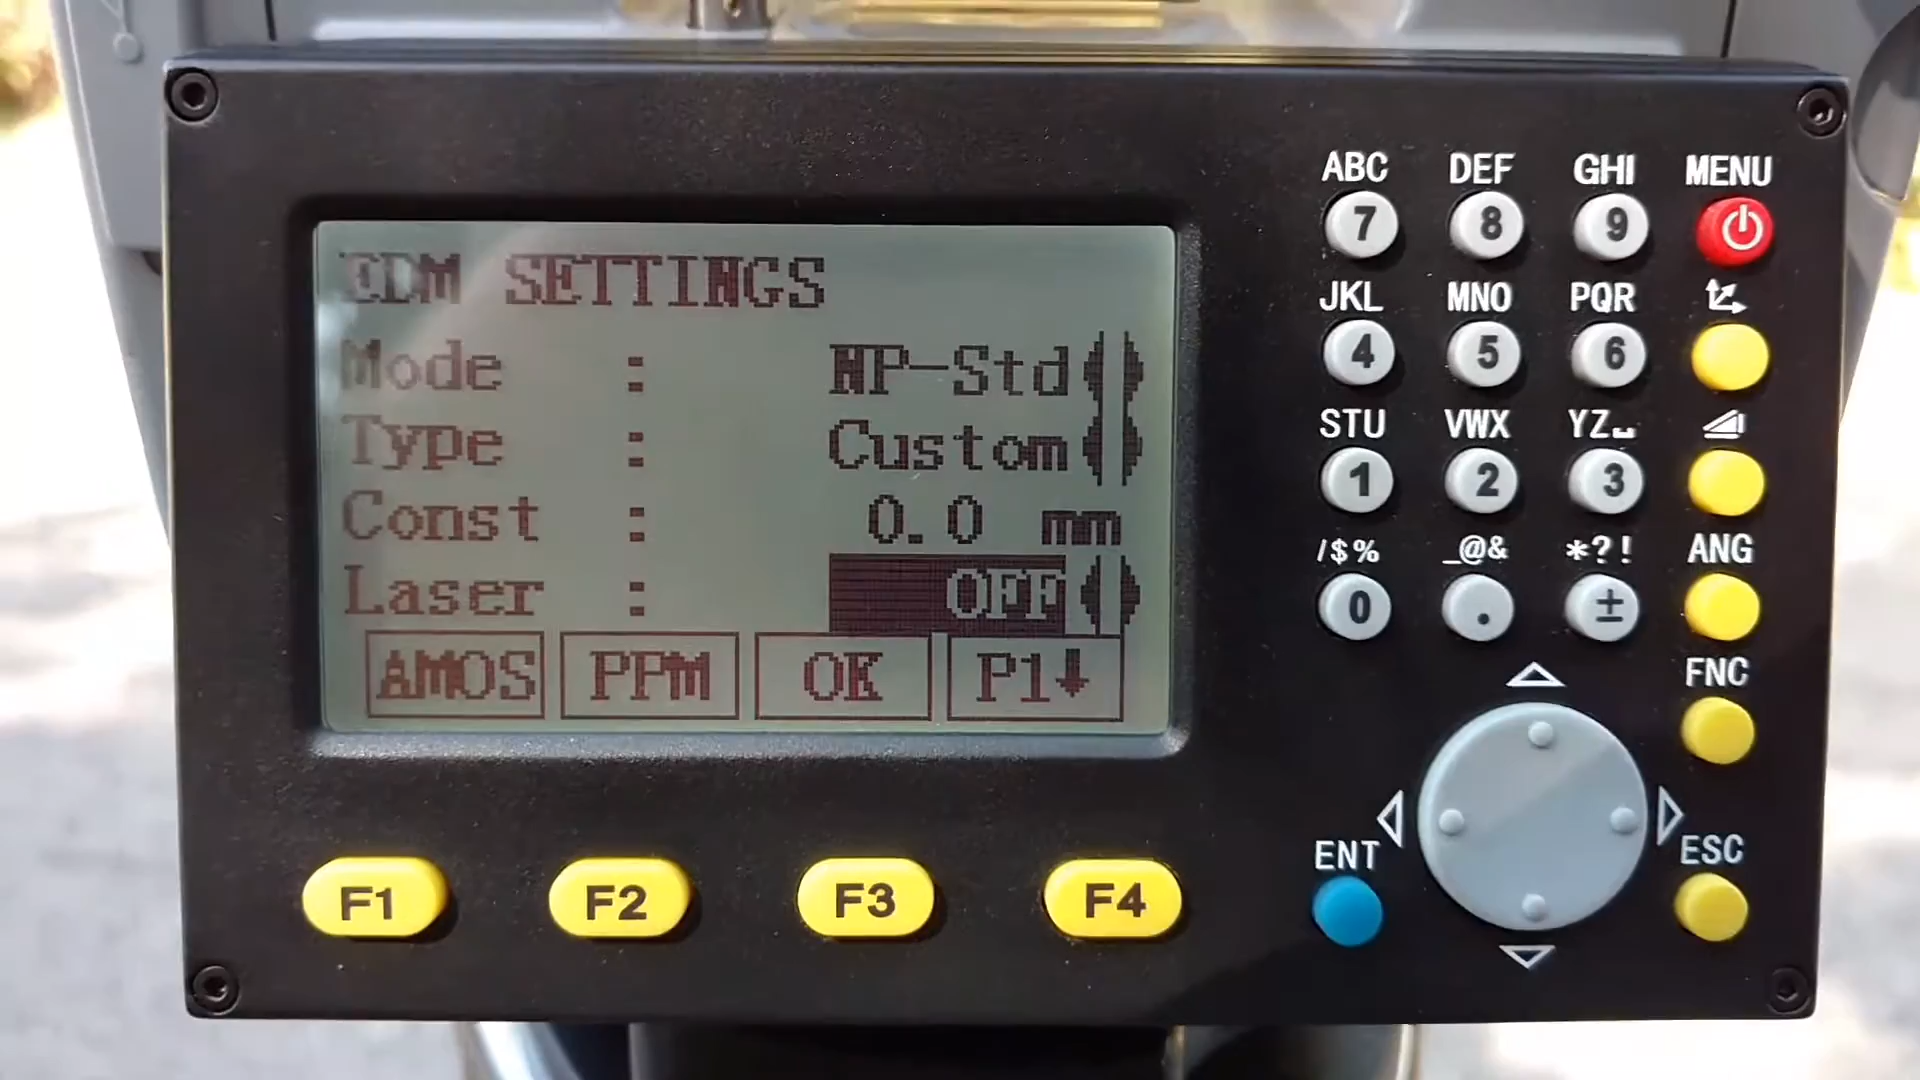 EDM SETTINGS
Mode : NP-Std
Type : Custom
Const : 0.0 mm
Laser : OFF
AMOS PPM OK P1↓
F1 F2 F3 F4
ABC DEF GHI MENU
7 8 9
JKL MNO PQR
4 5 6
STU VWX YZ␣
1 2 3
/$% _@& *?! ANG
0 . ±
FNC
ENT ESC